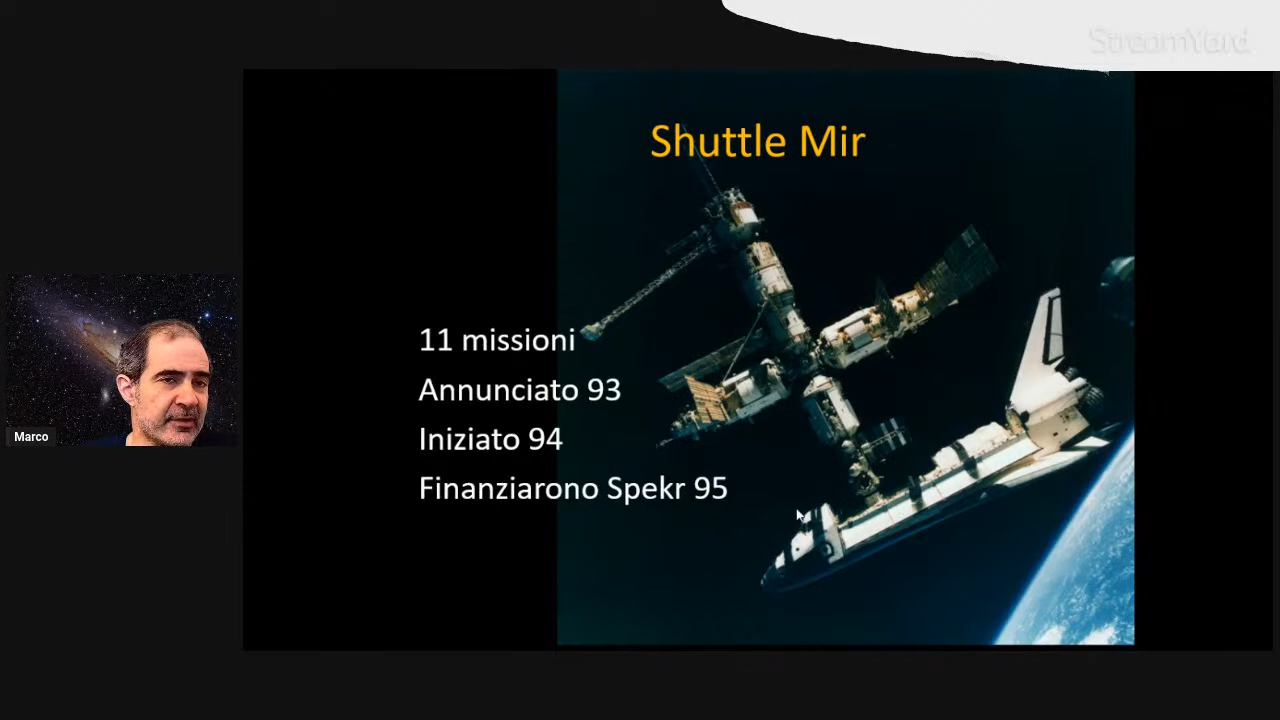 StreamYard
Shuttle Mir
11 missioni
Annunciato 93
Iniziato 94
Finanziarono Spekr 95
Marco